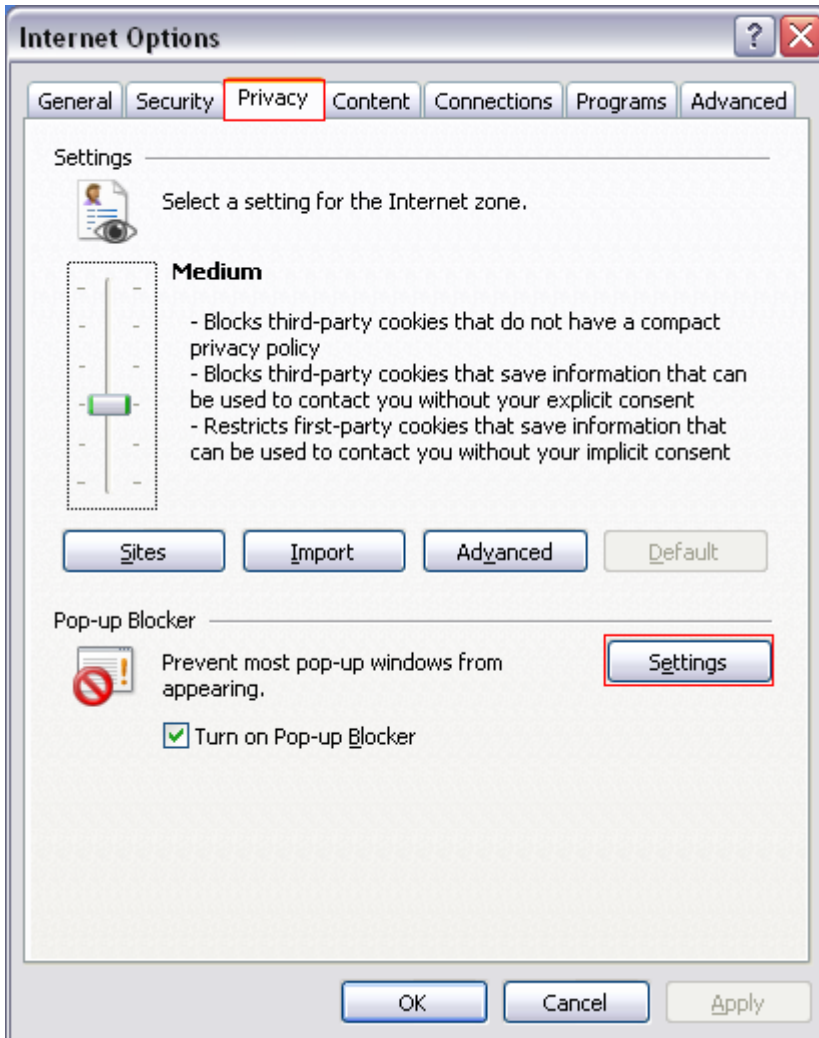 Internet Options
?
General Security Privacy Content Connections Programs Advanced
Settings
Select a setting for the Internet zone.
Medium
- Blocks third-party cookies that do not have a compact
privacy policy
- Blocks third-party cookies that save information that can
be used to contact you without your explicit consent
- Restricts first-party cookies that save information that
can be used to contact you without your implicit consent
Sites Import Advanced Default
Pop-up Blocker
Prevent most pop-up windows from
appearing.
Settings
Turn on Pop-up Blocker
OK Cancel Apply